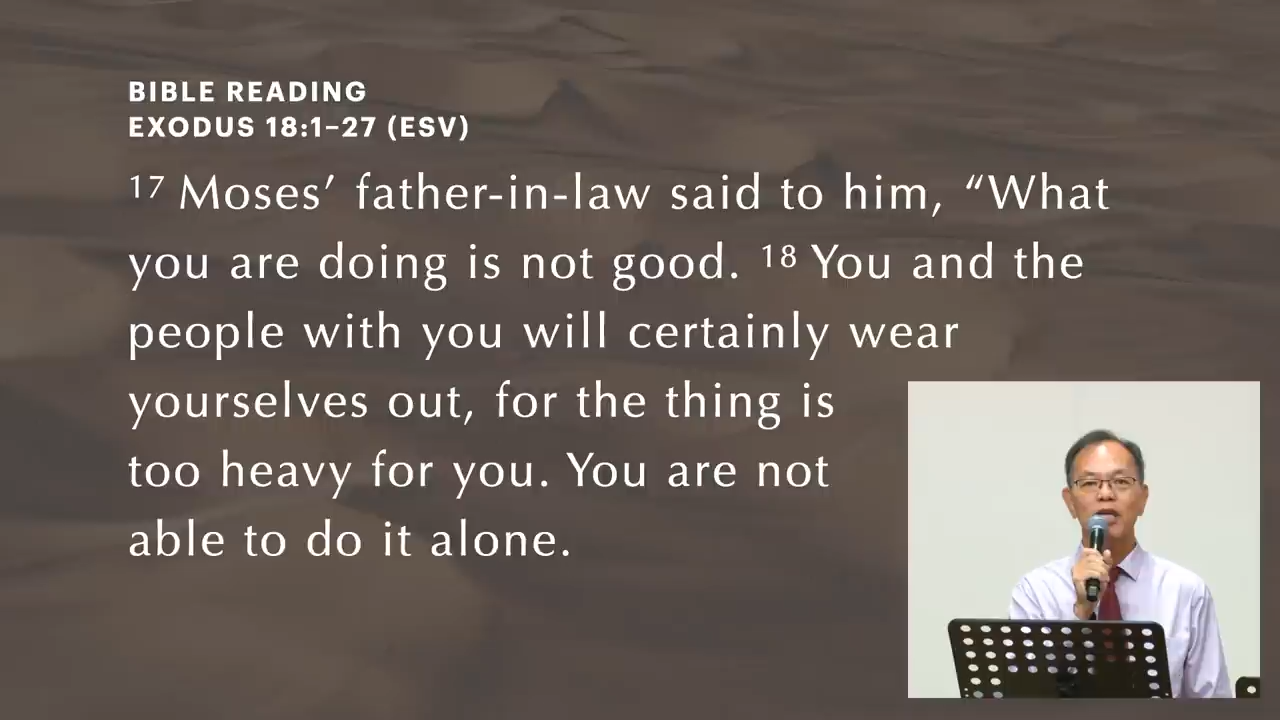 BIBLE READING
EXODUS 18:1–27 (ESV)
17 Moses’ father-in-law said to him, “What
you are doing is not good. 18 You and the
people with you will certainly wear
yourselves out, for the thing is
too heavy for you. You are not
able to do it alone.